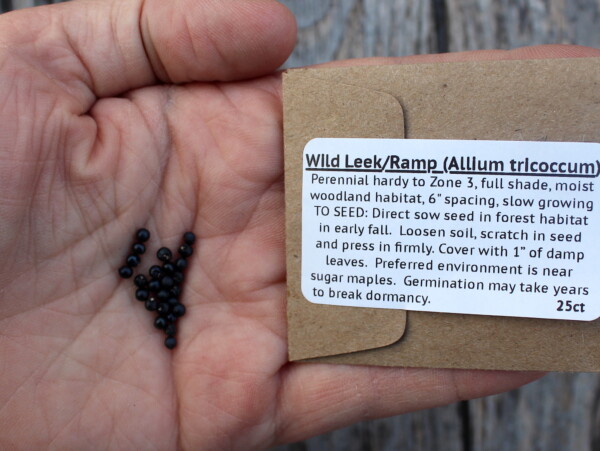 Wild Leek/Ramp (Allium tricoccum)
Perennial hardy to Zone 3, full shade, moist
woodland habitat, 6" spacing, slow growing
TO SEED: Direct sow seed in forest habitat
in early fall. Loosen soil, scratch in seed
and press in firmly. Cover with 1" of damp
leaves. Preferred environment is near
sugar maples. Germination may take years
to break dormancy.
25ct